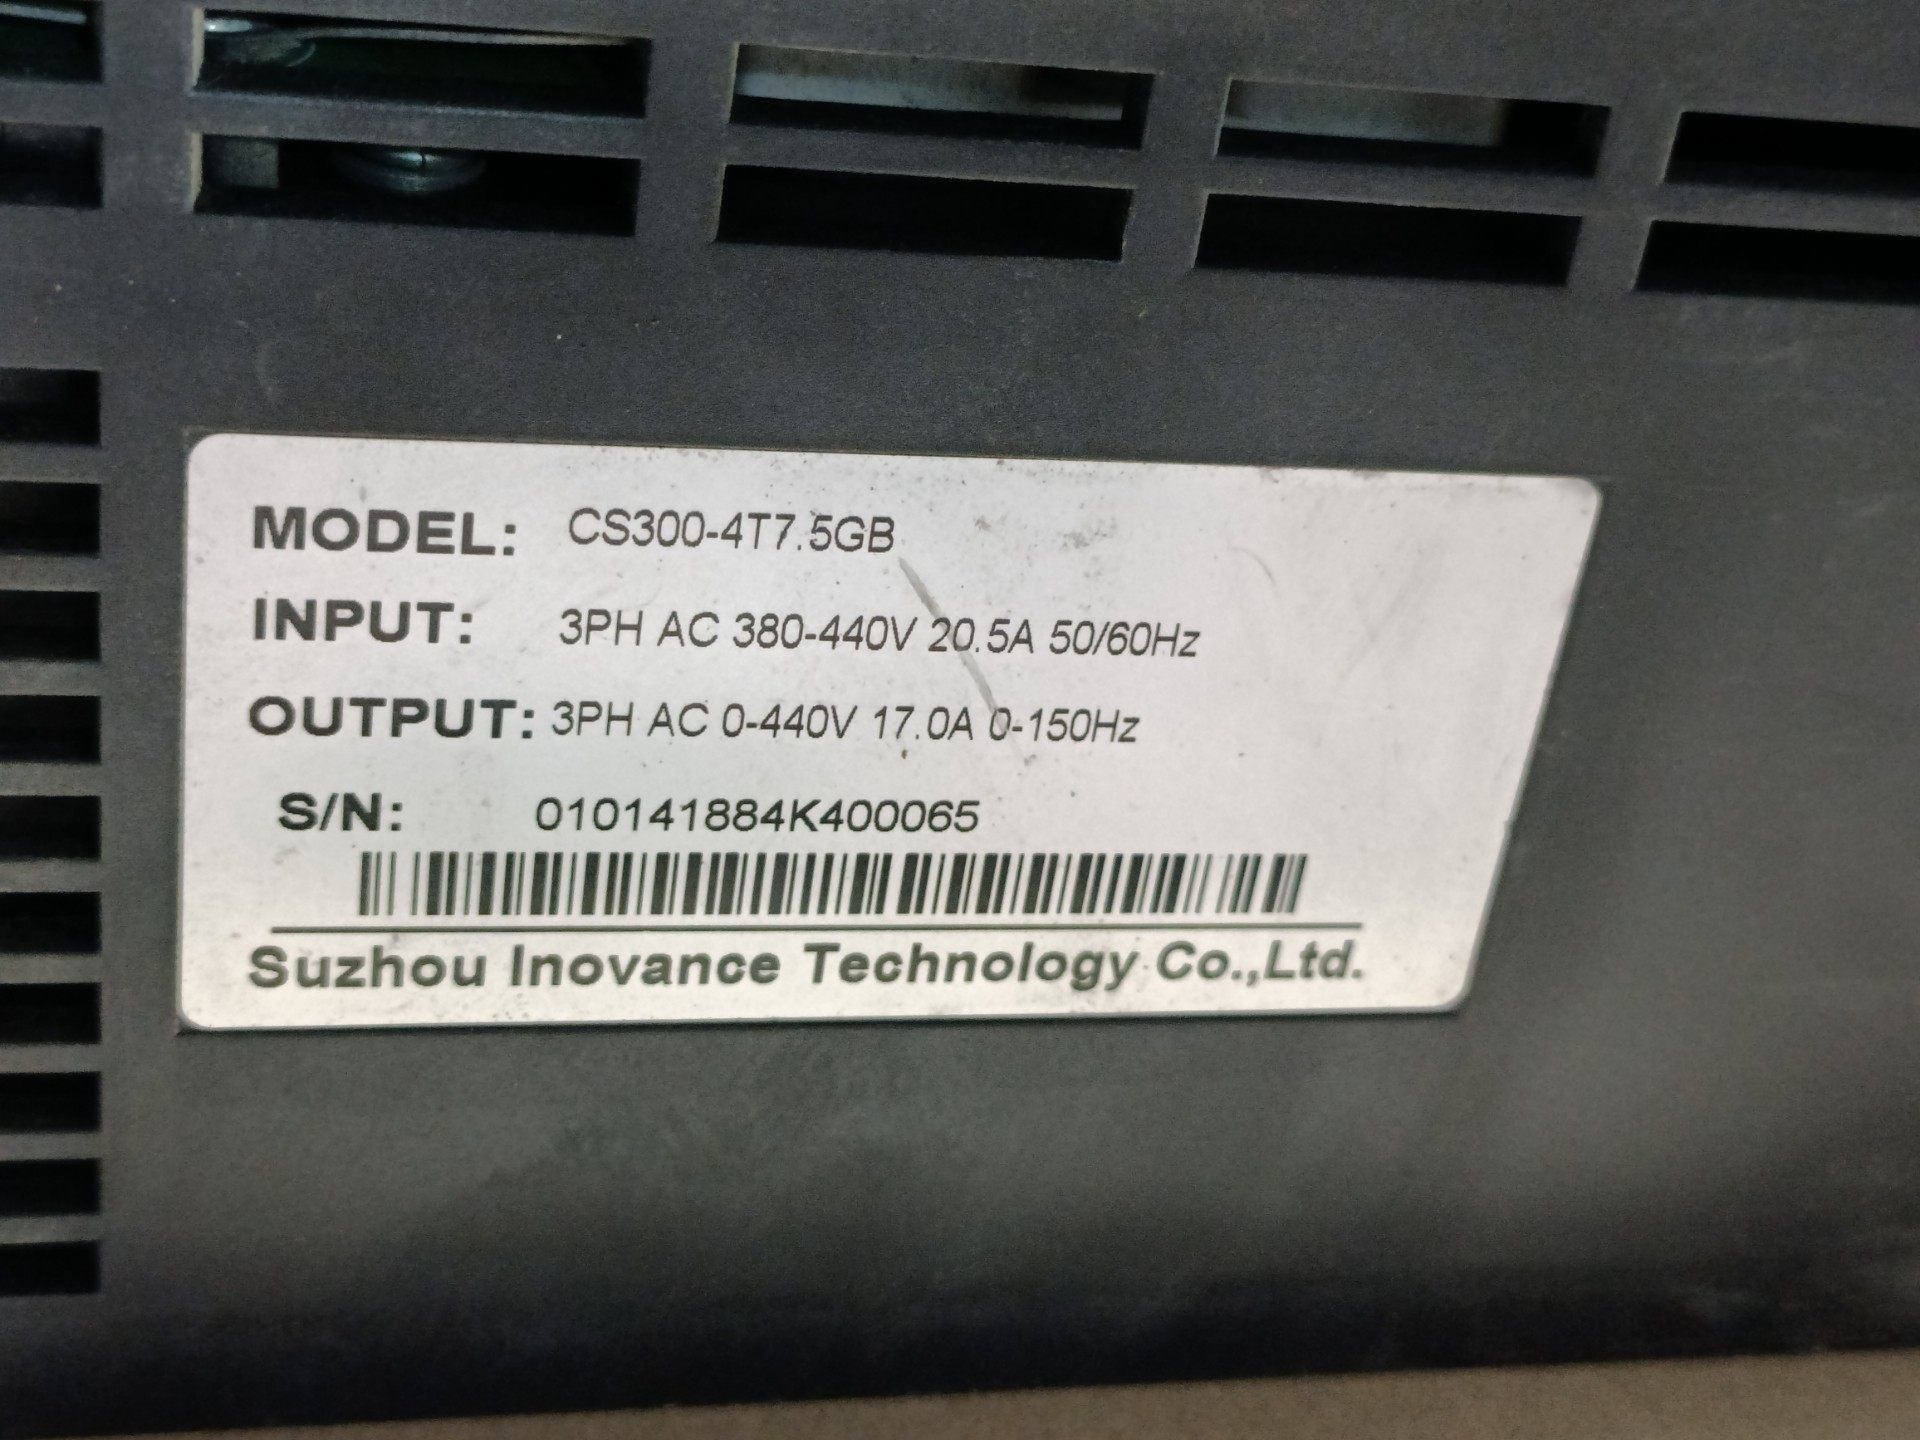 MODEL: CS300-4T7.5GB
INPUT: 3PH AC 380-440V 20.5A 50/60Hz
OUTPUT: 3PH AC 0-440V 17.0A 0-150Hz
S/N: 010141884K400065
Suzhou Inovance Technology Co.,Ltd.